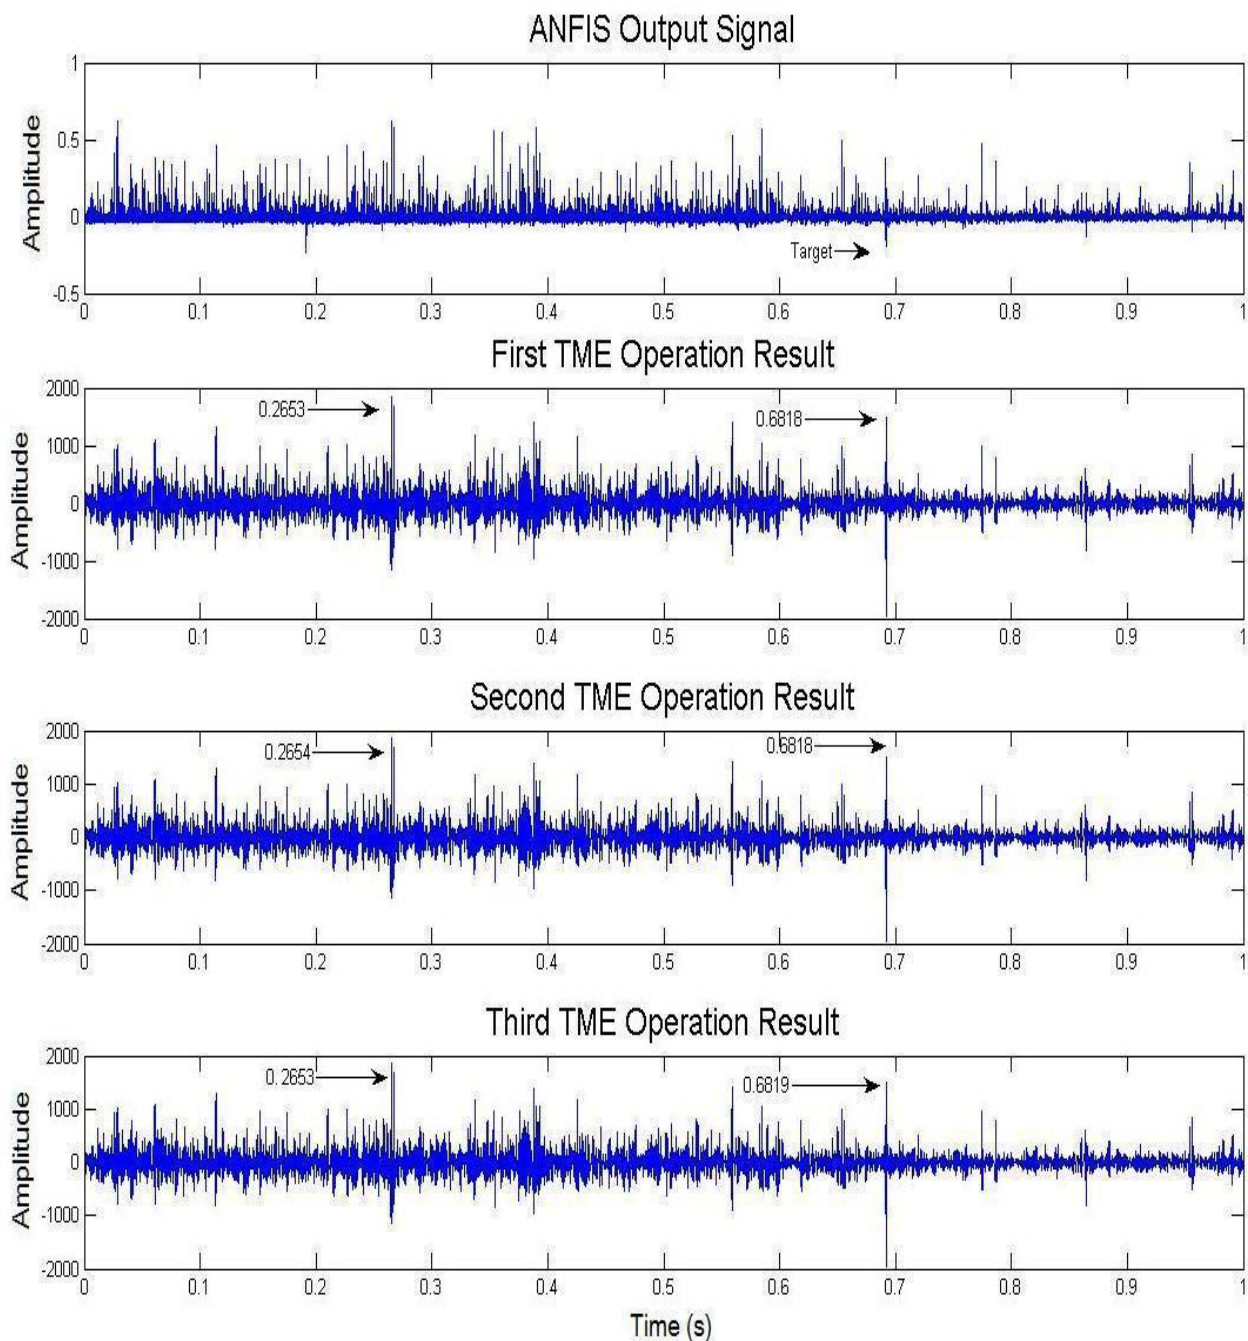 ANFIS Output Signal
Amplitude
1
0.5
0
-0.5
Target
0 0.1 0.2 0.3 0.4 0.5 0.6 0.7 0.8 0.9 1
First TME Operation Result
Amplitude
2000
1000
0
-1000
-2000
0.2653
0.6818
0 0.1 0.2 0.3 0.4 0.5 0.6 0.7 0.8 0.9 1
Second TME Operation Result
Amplitude
2000
1000
0
-1000
-2000
0.2654
0.6818
0 0.1 0.2 0.3 0.4 0.5 0.6 0.7 0.8 0.9 1
Third TME Operation Result
Amplitude
2000
1000
0
-1000
-2000
0.2653
0.6819
0 0.1 0.2 0.3 0.4 0.5 0.6 0.7 0.8 0.9 1
Time (s)